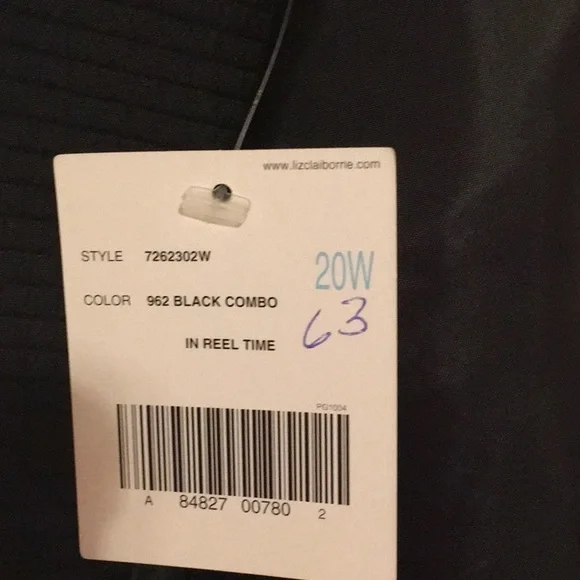 www.lizclaiborne.com
STYLE 7262302W
20W
COLOR 962 BLACK COMBO
63
IN REEL TIME
PG1004
A 84827 00780 2